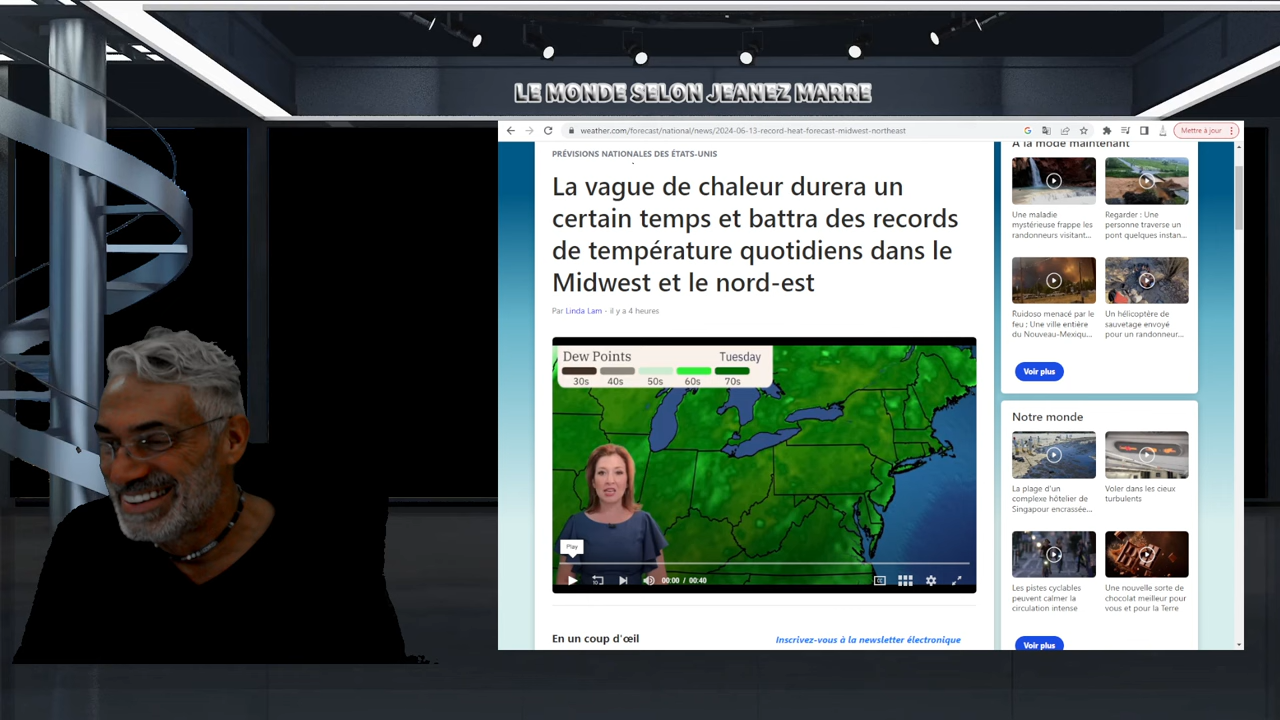 LE MONDE SELON JEANEZ MARRE
weather.com/forecast/national/news/2024-06-13-record-heat-forecast-midwest-northeast
Mettre à jour
PRÉVISIONS NATIONALES DES ÉTATS-UNIS
La vague de chaleur durera un
certain temps et battra des records
de température quotidiens dans le
Midwest et le nord-est
Par Linda Lam - il y a 4 heures
Dew Points Tuesday
30s 40s 50s 60s 70s
Play
10
00:00 / 00:40
En un coup d'œil
Inscrivez-vous à la newsletter électronique
A la mode maintenant
Une maladie
mystérieuse frappe les
randonneurs visitant...
Regarder : Une
personne traverse un
pont quelques instan...
Ruidoso menacé par le
feu ; Une ville entière
du Nouveau-Mexiqu...
Un hélicoptère de
sauvetage envoyé
pour un randonneur...
Voir plus
Notre monde
La plage d'un
complexe hôtelier de
Singapour encrassée...
Voler dans les cieux
turbulents
Les pistes cyclables
peuvent calmer la
circulation intense
Une nouvelle sorte de
chocolat meilleur pour
vous et pour la Terre
Voir plus